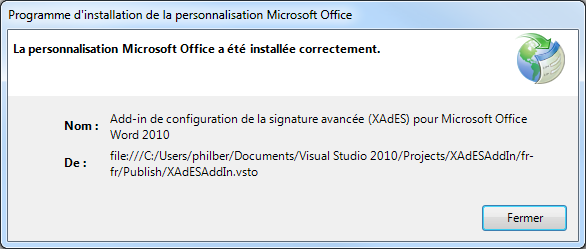 Programme d'installation de la personnalisation Microsoft Office
La personnalisation Microsoft Office a été installée correctement.
Nom : Add-in de configuration de la signature avancée (XAdES) pour Microsoft Office
Word 2010
De : file:///C:/Users/philber/Documents/Visual Studio 2010/Projects/XAdESAddIn/fr-
fr/Publish/XAdESAddIn.vsto
Fermer